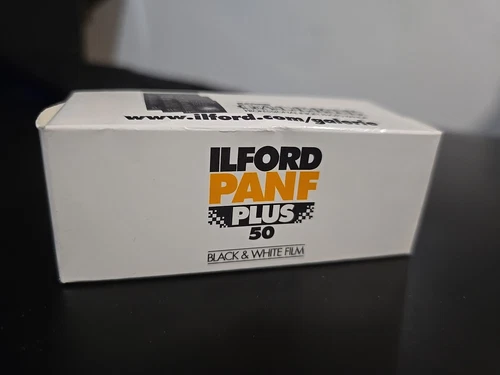 www.ilford.com/galerie
ILFORD
PANF
PLUS
50
BLACK & WHITE FILM